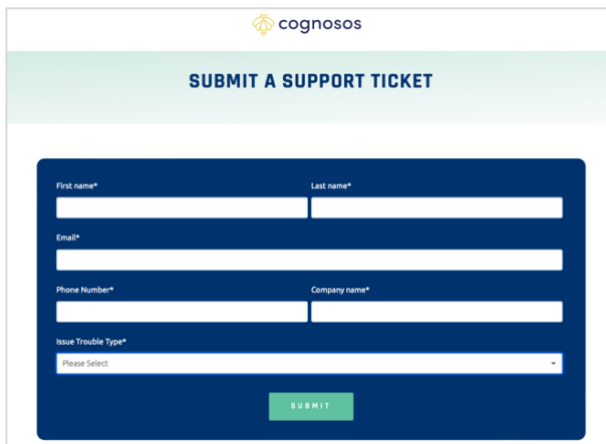 cognosos
SUBMIT A SUPPORT TICKET
First name*
Last name*
Email*
Phone Number*
Company name*
Issue Trouble Type*
Please Select
SUBMIT